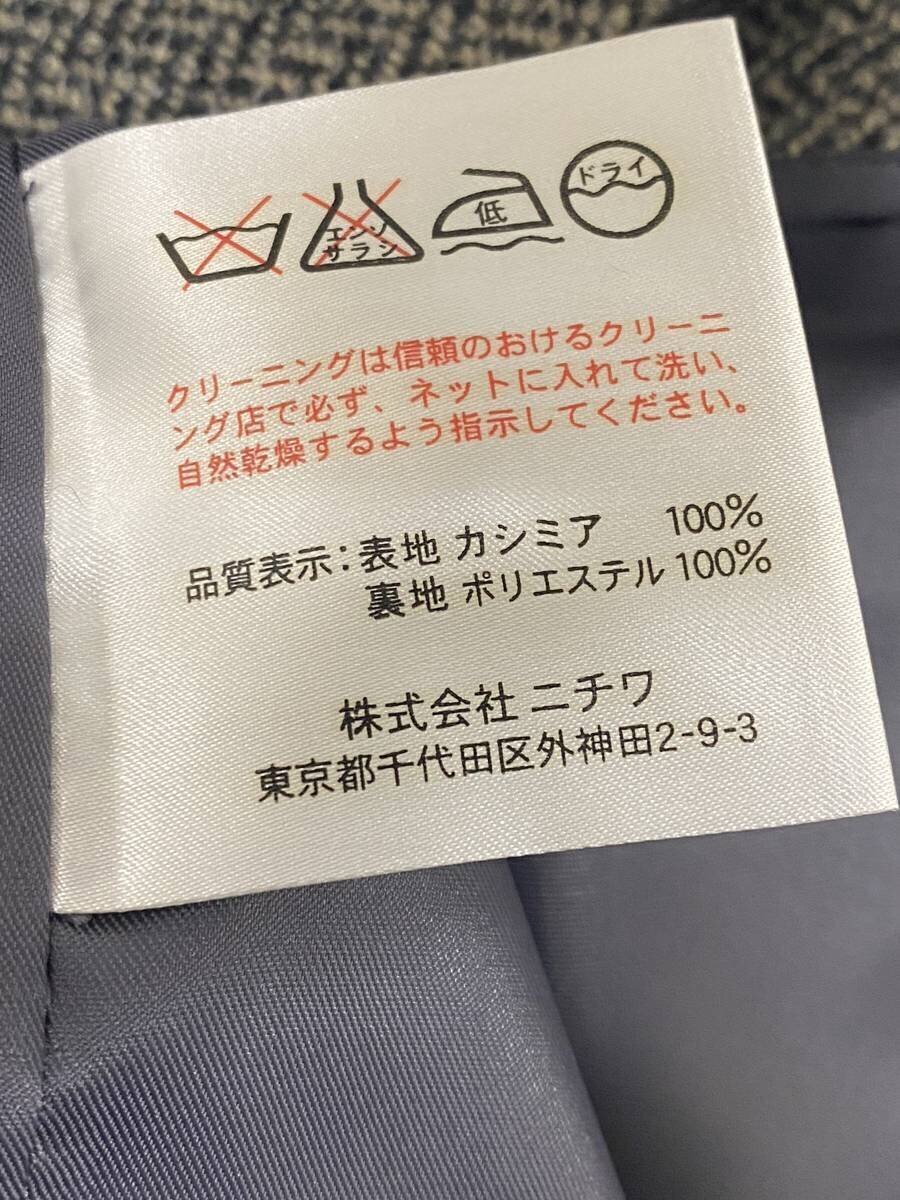 エンソ
サラシ
低
ドライ
クリーニングは信頼のおけるクリーニ
ング店で必ず、ネットに入れて洗い、
自然乾燥するよう指示してください。
品質表示：表地 カシミア 100%
裏地 ポリエステル 100%
株式会社 ニチワ
東京都千代田区外神田2-9-3